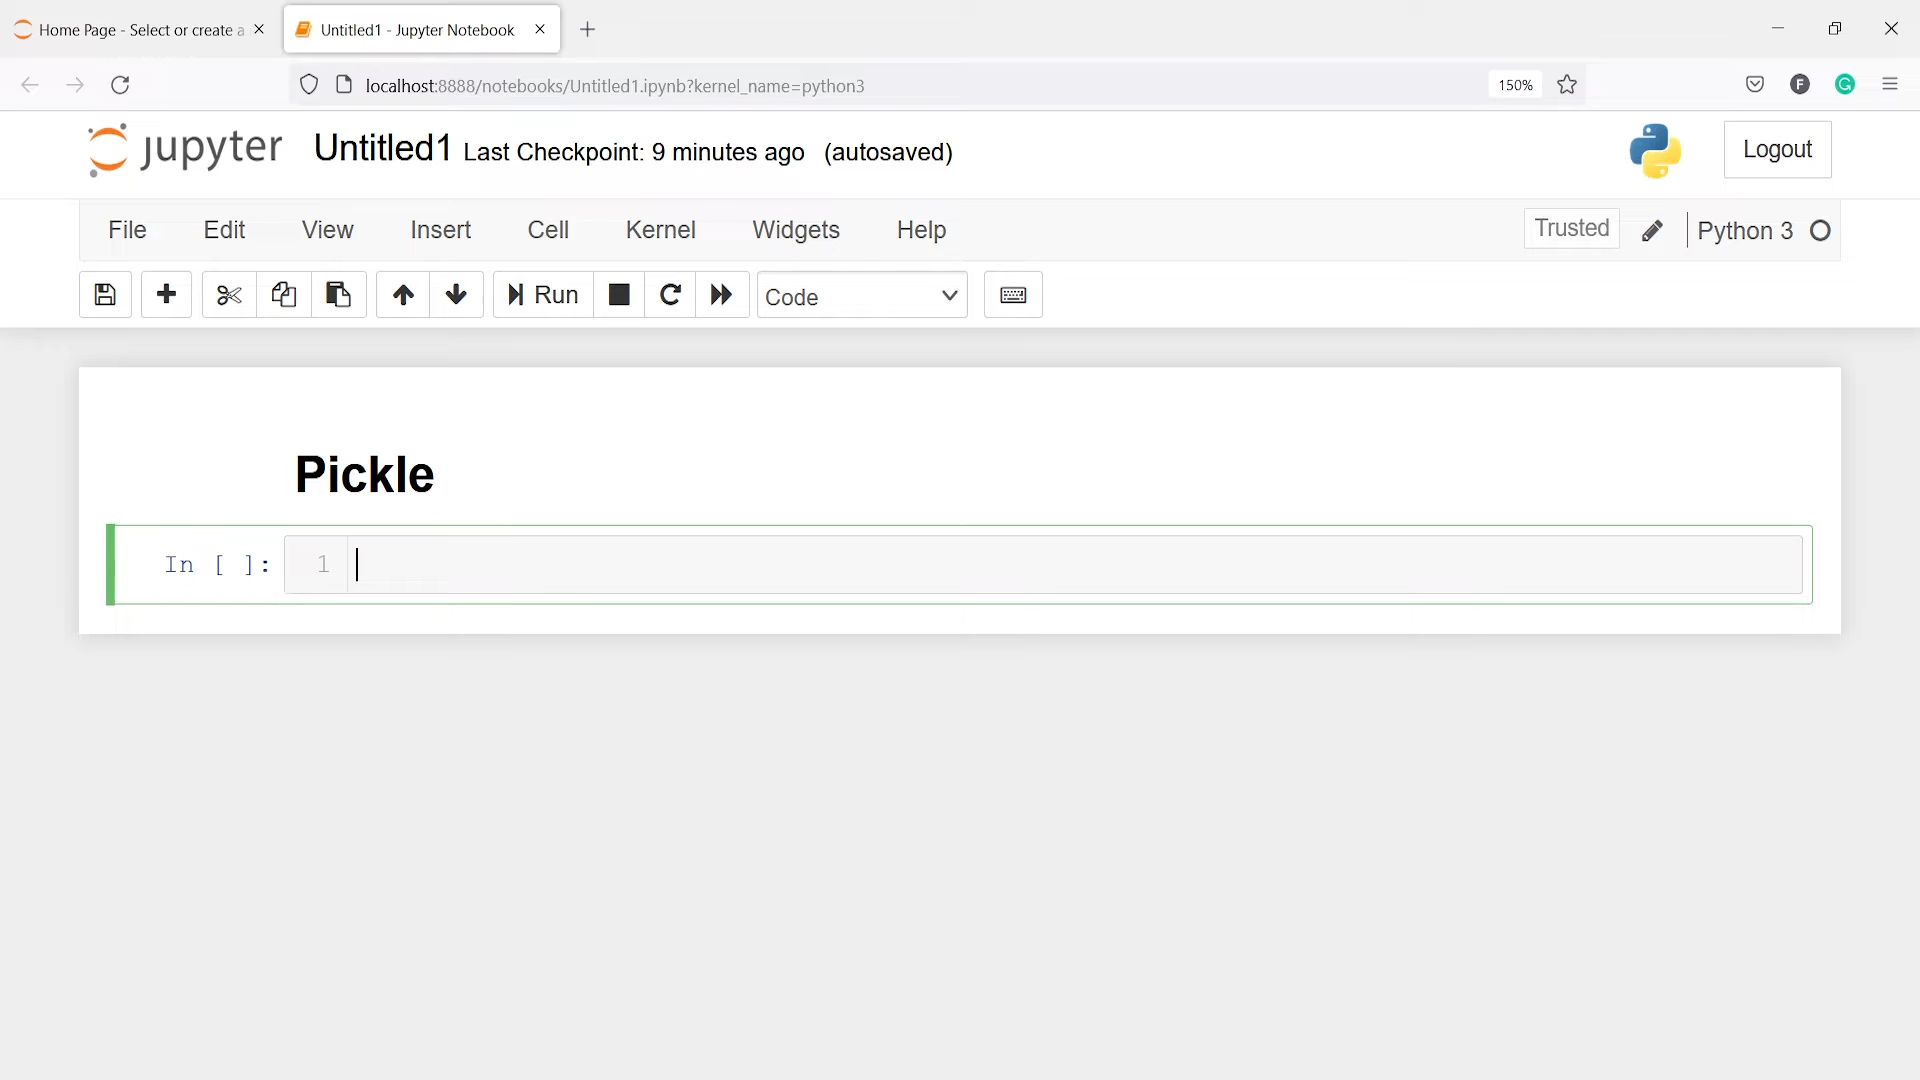 Home Page - Select or create a
Untitled1 - Jupyter Notebook
localhost:8888/notebooks/Untitled1.ipynb?kernel_name=python3
150%
F
G
jupyter Untitled1 Last Checkpoint: 9 minutes ago (autosaved)
Logout
File Edit View Insert Cell Kernel Widgets Help
Trusted
Python 3
Run
Code
Pickle
In [ ]: 1